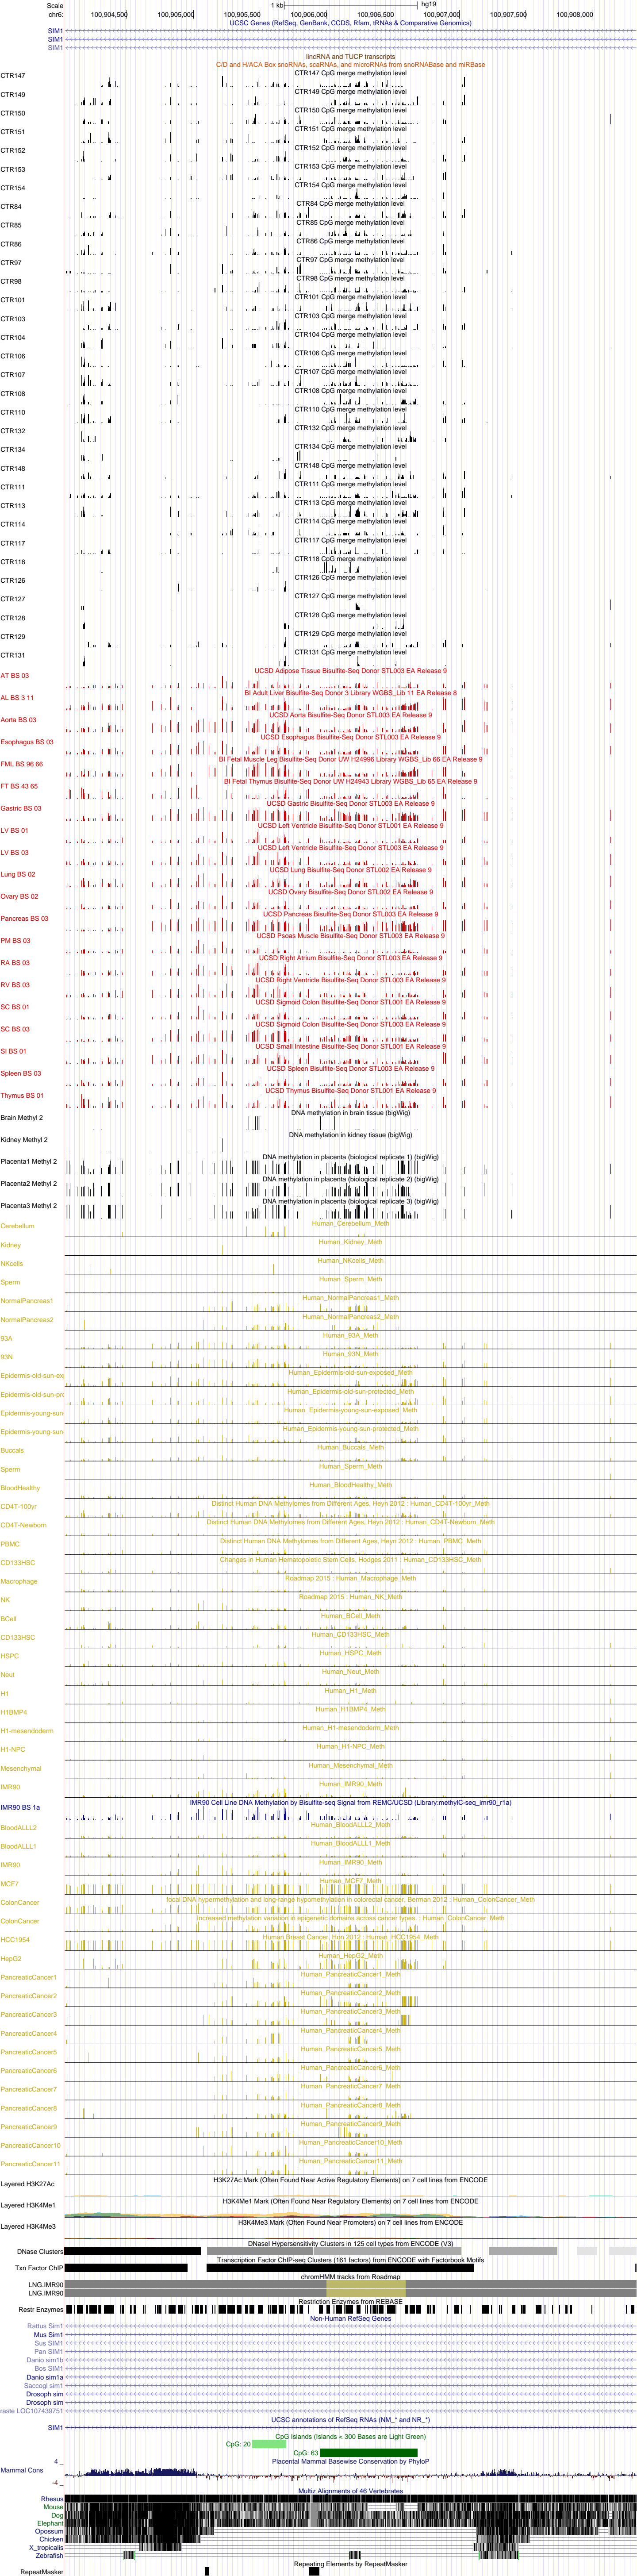 Scale 1 kb hg19
chr6: 100,904,500 100,905,000 100,905,500 100,906,000 100,906,500 100,907,000 100,907,500 100,908,000
UCSC Genes (RefSeq, GenBank, CCDS, Rfam, tRNAs & Comparative Genomics)
SIM1
SIM1
SIM1
lincRNA and TUCP transcripts
C/D and H/ACA Box snoRNAs, scaRNAs, and microRNAs from snoRNABase and miRBase
CTR147 CpG merge methylation level
CTR147
CTR149 CpG merge methylation level
CTR149
CTR150 CpG merge methylation level
CTR150
CTR151 CpG merge methylation level
CTR151
CTR152 CpG merge methylation level
CTR152
CTR153 CpG merge methylation level
CTR153
CTR154 CpG merge methylation level
CTR154
CTR84 CpG merge methylation level
CTR84
CTR85 CpG merge methylation level
CTR85
CTR86 CpG merge methylation level
CTR86
CTR97 CpG merge methylation level
CTR97
CTR98 CpG merge methylation level
CTR98
CTR101 CpG merge methylation level
CTR101
CTR103 CpG merge methylation level
CTR103
CTR104 CpG merge methylation level
CTR104
CTR106 CpG merge methylation level
CTR106
CTR107 CpG merge methylation level
CTR107
CTR108 CpG merge methylation level
CTR108
CTR110 CpG merge methylation level
CTR110
CTR132 CpG merge methylation level
CTR132
CTR134 CpG merge methylation level
CTR134
CTR148 CpG merge methylation level
CTR148
CTR111 CpG merge methylation level
CTR111
CTR113 CpG merge methylation level
CTR113
CTR114 CpG merge methylation level
CTR114
CTR117 CpG merge methylation level
CTR117
CTR118 CpG merge methylation level
CTR118
CTR126 CpG merge methylation level
CTR126
CTR127 CpG merge methylation level
CTR127
CTR128 CpG merge methylation level
CTR128
CTR129 CpG merge methylation level
CTR129
CTR131 CpG merge methylation level
CTR131
UCSD Adipose Tissue Bisulfite-Seq Donor STL003 EA Release 9
AT BS 03
BI Adult Liver Bisulfite-Seq Donor 3 Library WGBS_Lib 11 EA Release 8
AL BS 3 11
UCSD Aorta Bisulfite-Seq Donor STL003 EA Release 9
Aorta BS 03
UCSD Esophagus Bisulfite-Seq Donor STL003 EA Release 9
Esophagus BS 03
BI Fetal Muscle Leg Bisulfite-Seq Donor UW H24996 Library WGBS_Lib 66 EA Release 9
FML BS 96 66
BI Fetal Thymus Bisulfite-Seq Donor UW H24943 Library WGBS_Lib 65 EA Release 9
FT BS 43 65
UCSD Gastric Bisulfite-Seq Donor STL003 EA Release 9
Gastric BS 03
UCSD Left Ventricle Bisulfite-Seq Donor STL001 EA Release 9
LV BS 01
UCSD Left Ventricle Bisulfite-Seq Donor STL003 EA Release 9
LV BS 03
UCSD Lung Bisulfite-Seq Donor STL002 EA Release 9
Lung BS 02
UCSD Ovary Bisulfite-Seq Donor STL002 EA Release 9
Ovary BS 02
UCSD Pancreas Bisulfite-Seq Donor STL003 EA Release 9
Pancreas BS 03
UCSD Psoas Muscle Bisulfite-Seq Donor STL003 EA Release 9
PM BS 03
UCSD Right Atrium Bisulfite-Seq Donor STL003 EA Release 9
RA BS 03
UCSD Right Ventricle Bisulfite-Seq Donor STL003 EA Release 9
RV BS 03
UCSD Sigmoid Colon Bisulfite-Seq Donor STL001 EA Release 9
SC BS 01
UCSD Sigmoid Colon Bisulfite-Seq Donor STL003 EA Release 9
SC BS 03
UCSD Small Intestine Bisulfite-Seq Donor STL001 EA Release 9
SI BS 01
UCSD Spleen Bisulfite-Seq Donor STL003 EA Release 9
Spleen BS 03
UCSD Thymus Bisulfite-Seq Donor STL001 EA Release 9
Thymus BS 01
DNA methylation in brain tissue (bigWig)
Brain Methyl 2
DNA methylation in kidney tissue (bigWig)
Kidney Methyl 2
DNA methylation in placenta (biological replicate 1) (bigWig)
Placenta1 Methyl 2
DNA methylation in placenta (biological replicate 2) (bigWig)
Placenta2 Methyl 2
DNA methylation in placenta (biological replicate 3) (bigWig)
Placenta3 Methyl 2
Human_Cerebellum_Meth
Cerebellum
Human_Kidney_Meth
Kidney
Human_NKcells_Meth
NKcells
Human_Sperm_Meth
Sperm
Human_NormalPancreas1_Meth
NormalPancreas1
Human_NormalPancreas2_Meth
NormalPancreas2
Human_93A_Meth
93A
Human_93N_Meth
93N
Human_Epidermis-old-sun-exposed_Meth
Epidermis-old-sun-ex
Human_Epidermis-old-sun-protected_Meth
Epidermis-old-sun-pro
Human_Epidermis-young-sun-exposed_Meth
Epidermis-young-sun
Human_Epidermis-young-sun-protected_Meth
Epidermis-young-sun
Human_Buccals_Meth
Buccals
Human_Sperm_Meth
Sperm
Human_BloodHealthy_Meth
BloodHealthy
Distinct Human DNA Methylomes from Different Ages, Heyn 2012 : Human_CD4T-100yr_Meth
CD4T-100yr
Distinct Human DNA Methylomes from Different Ages, Heyn 2012 : Human_CD4T-Newborn_Meth
CD4T-Newborn
Distinct Human DNA Methylomes from Different Ages, Heyn 2012 : Human_PBMC_Meth
PBMC
Changes in Human Hematopoietic Stem Cells, Hodges 2011 : Human_CD133HSC_Meth
CD133HSC
Roadmap 2015 : Human_Macrophage_Meth
Macrophage
Roadmap 2015 : Human_NK_Meth
NK
Human_BCell_Meth
BCell
Human_CD133HSC_Meth
CD133HSC
Human_HSPC_Meth
HSPC
Human_Neut_Meth
Neut
Human_H1_Meth
H1
Human_H1BMP4_Meth
H1BMP4
Human_H1-mesendoderm_Meth
H1-mesendoderm
Human_H1-NPC_Meth
H1-NPC
Human_Mesenchymal_Meth
Mesenchymal
Human_IMR90_Meth
IMR90
IMR90 Cell Line DNA Methylation by Bisulfite-seq Signal from REMC/UCSD (Library:methylC-seq_imr90_r1a)
IMR90 BS 1a
Human_BloodALLL2_Meth
BloodALLL2
Human_BloodALLL1_Meth
BloodALLL1
Human_IMR90_Meth
IMR90
Human_MCF7_Meth
MCF7
focal DNA hypermethylation and long-range hypomethylation in colorectal cancer, Berman 2012 : Human_ColonCancer_Meth
ColonCancer
Increased methylation variation in epigenetic domains across cancer types. : Human_ColonCancer_Meth
ColonCancer
Human Breast Cancer, Hon 2012 : Human_HCC1954_Meth
HCC1954
Human_HepG2_Meth
HepG2
Human_PancreaticCancer1_Meth
PancreaticCancer1
Human_PancreaticCancer2_Meth
PancreaticCancer2
Human_PancreaticCancer3_Meth
PancreaticCancer3
Human_PancreaticCancer4_Meth
PancreaticCancer4
Human_PancreaticCancer5_Meth
PancreaticCancer5
Human_PancreaticCancer6_Meth
PancreaticCancer6
Human_PancreaticCancer7_Meth
PancreaticCancer7
Human_PancreaticCancer8_Meth
PancreaticCancer8
Human_PancreaticCancer9_Meth
PancreaticCancer9
Human_PancreaticCancer10_Meth
PancreaticCancer10
Human_PancreaticCancer11_Meth
PancreaticCancer11
H3K27Ac Mark (Often Found Near Active Regulatory Elements) on 7 cell lines from ENCODE
Layered H3K27Ac
H3K4Me1 Mark (Often Found Near Regulatory Elements) on 7 cell lines from ENCODE
Layered H3K4Me1
H3K4Me3 Mark (Often Found Near Promoters) on 7 cell lines from ENCODE
Layered H3K4Me3
DNaseI Hypersensitivity Clusters in 125 cell types from ENCODE (V3)
DNase Clusters
Transcription Factor ChIP-seq Clusters (161 factors) from ENCODE with Factorbook Motifs
Txn Factor ChIP
chromHMM tracks from Roadmap
LNG.IMR90
LNG.IMR90
Restriction Enzymes from REBASE
Restr Enzymes
Non-Human RefSeq Genes
Rattus Sim1
Mus Sim1
Sus SIM1
Pan SIM1
Danio sim1b
Bos SIM1
Danio sim1a
Saccogl sim1
Drosoph sim
Drosoph sim
raste LOC107439751
UCSC annotations of RefSeq RNAs (NM_* and NR_*)
SIM1
CpG Islands (Islands < 300 Bases are Light Green)
CpG: 20
CpG: 63
Placental Mammal Basewise Conservation by PhyloP
4 _
Mammal Cons
-4 _
Multiz Alignments of 46 Vertebrates
Rhesus
Mouse
Dog
Elephant
Opossum
Chicken
X_tropicalis
Zebrafish
Repeating Elements by RepeatMasker
RepeatMasker